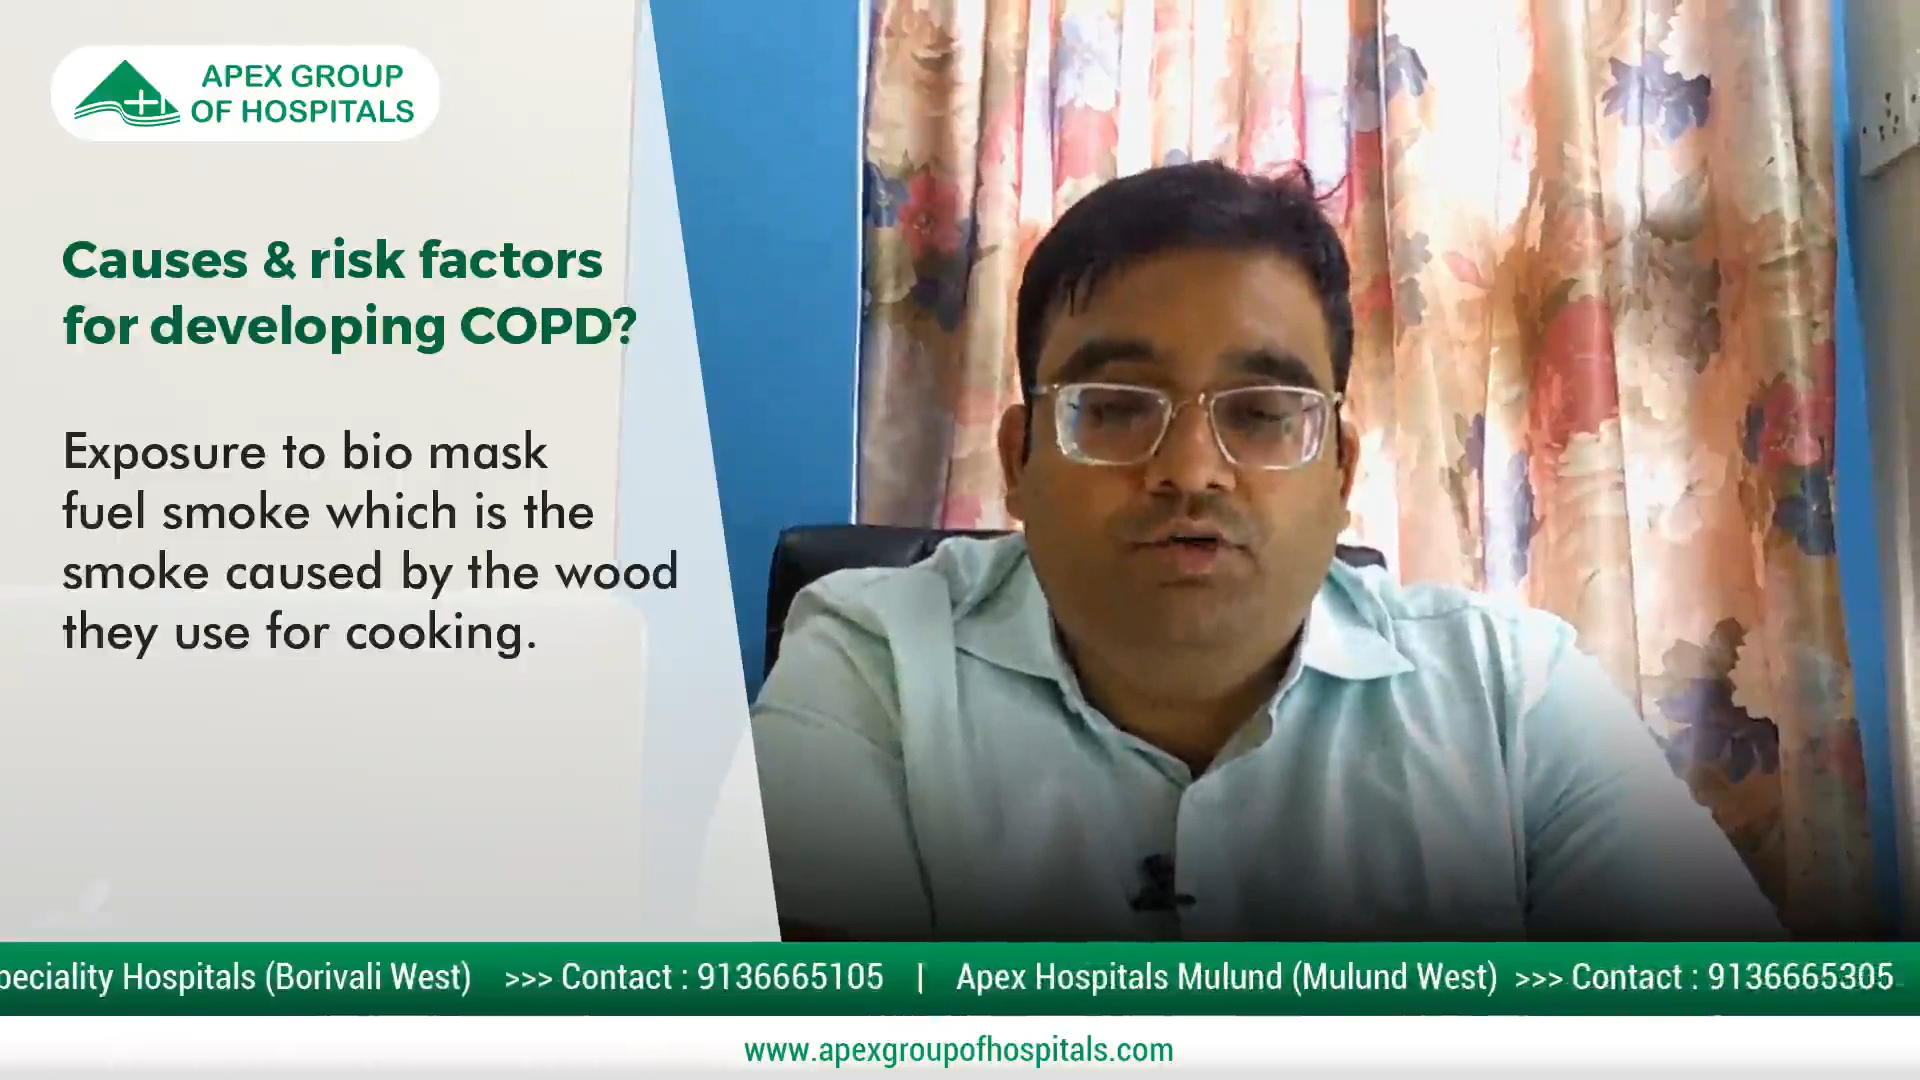 APEX GROUP
OF HOSPITALS
Causes & risk factors
for developing COPD?
Exposure to bio mask
fuel smoke which is the
smoke caused by the wood
they use for cooking.
peciality Hospitals (Borivali West) >>> Contact : 9136665105 | Apex Hospitals Mulund (Mulund West) >>> Contact : 9136665305
www.apexgroupofhospitals.com